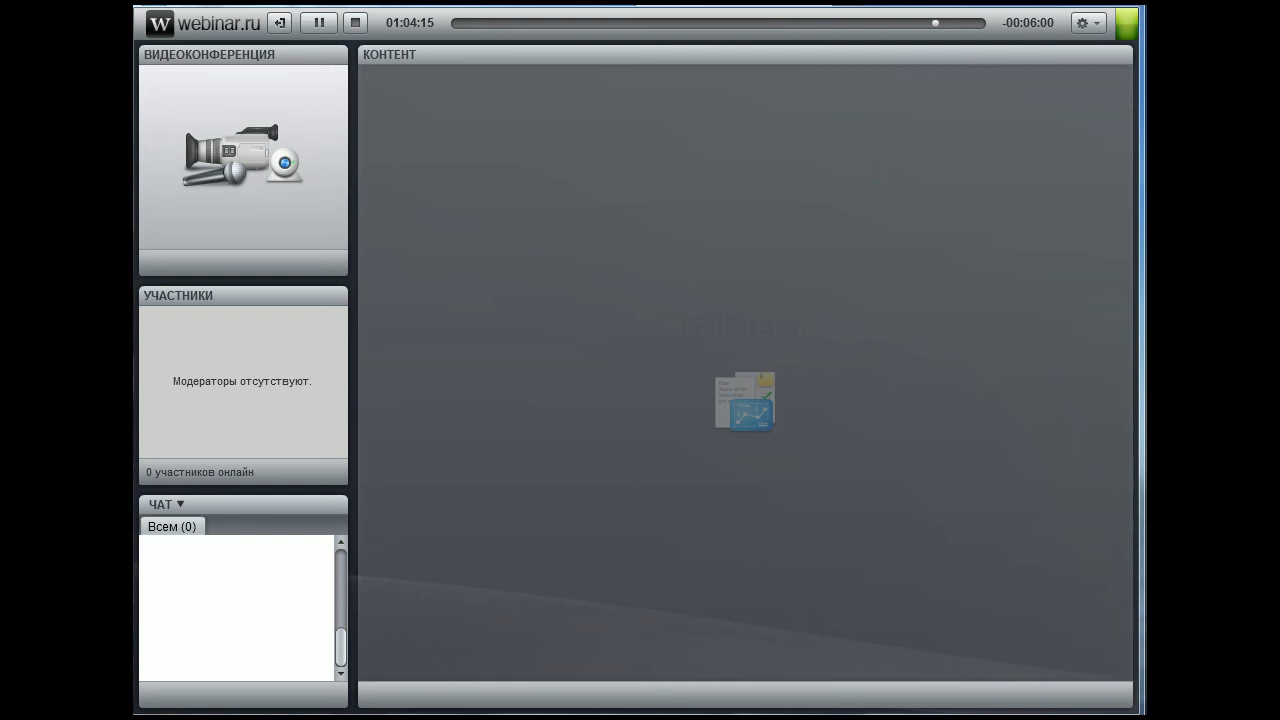 W webinar.ru
01:04:15
-00:06:00
ВИДЕОКОНФЕРЕНЦИЯ
КОНТЕНТ
УЧАСТНИКИ
Модераторы отсутствуют.
0 участников онлайн
ЧАТ
Всем (0)